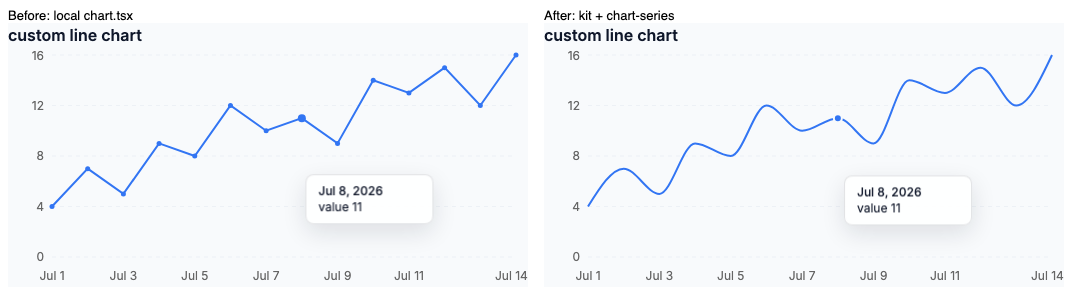 Before: local chart.tsx
custom line chart
16
12
8
4
0
Jul 8, 2026
value 11
Jul 1 Jul 3 Jul 5 Jul 7 Jul 9 Jul 11 Jul 14
After: kit + chart-series
custom line chart
16
12
8
4
0
Jul 8, 2026
value 11
Jul 1 Jul 3 Jul 5 Jul 7 Jul 9 Jul 11 Jul 14